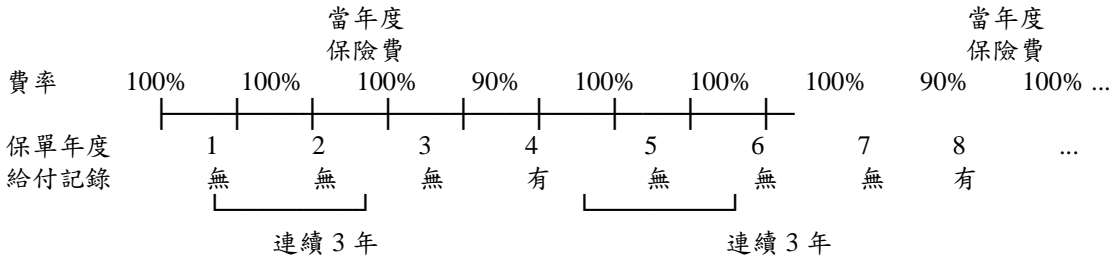 當年度 當年度
保險費 保險費
費率 100% 100% 100% 90% 100% 100% 100% 90% 100% ...
保單年度 1 2 3 4 5 6 7 8 ...
給付記錄 無 無 無 有 無 無 無 有
連續 3 年 連續 3 年